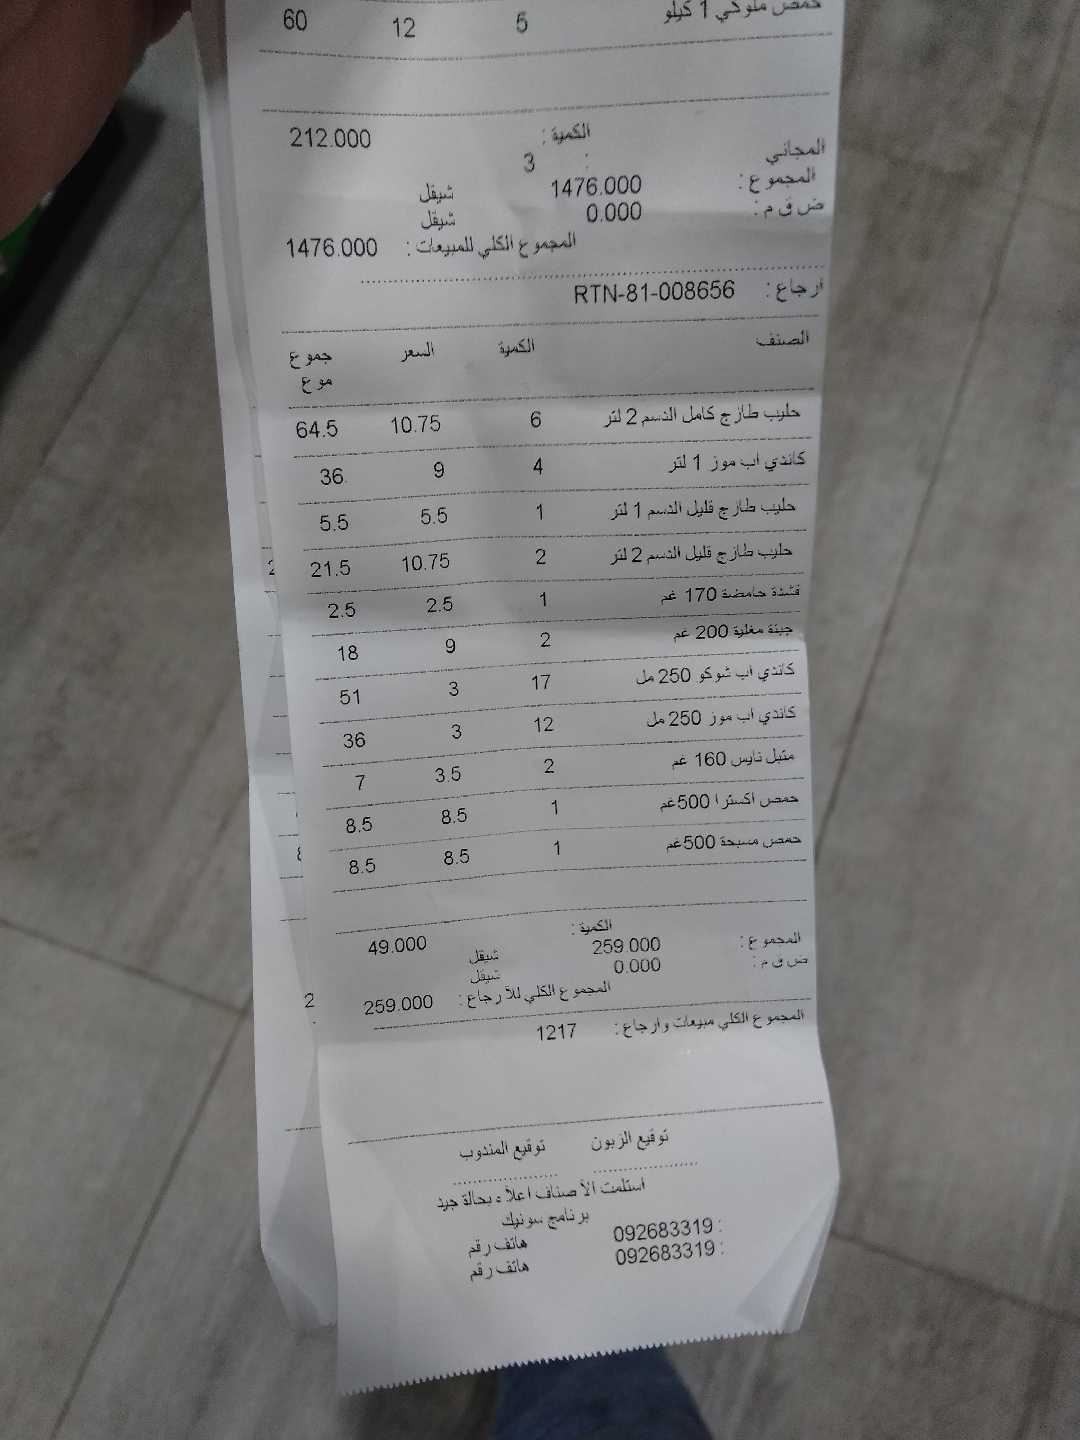 حمص ملوكي 1 كيلو 5 12 60
الكمية : 212.000
المجاني : 3
المجموع : 1476.000 شيقل
ض ق م : 0.000 شيقل
المجموع الكلي للمبيعات : 1476.000
ارجاع : RTN-81-008656
الصنف الكمية السعر جموع
موع
حليب طازج كامل الدسم 2 لتر 6 10.75 64.5
كاندي اب موز 1 لتر 4 9 36
حليب طازج قليل الدسم 1 لتر 1 5.5 5.5
حليب طازج قليل الدسم 2 لتر 2 10.75 21.5
قشدة حامضة 170 غم 1 2.5 2.5
جبنة مغلية 200 غم 2 9 18
كاندي اب شوكو 250 مل 17 3 51
كاندي اب موز 250 مل 12 3 36
متبل نايس 160 غم 2 3.5 7
حمص اكسترا 500غم 1 8.5 8.5
حمص مسبحة 500غم 1 8.5 8.5
الكمية : 49.000
المجموع : 259.000 شيقل
ض ق م : 0.000 شيقل
المجموع الكلي للارجاع : 259.000
المجموع الكلي مبيعات وارجاع : 1217
توقيع الزبون توقيع المندوب
استلمت الاصناف اعلاه بحالة جيد
برنامج سونيك
هاتف رقم : 092683319
هاتف رقم : 092683319